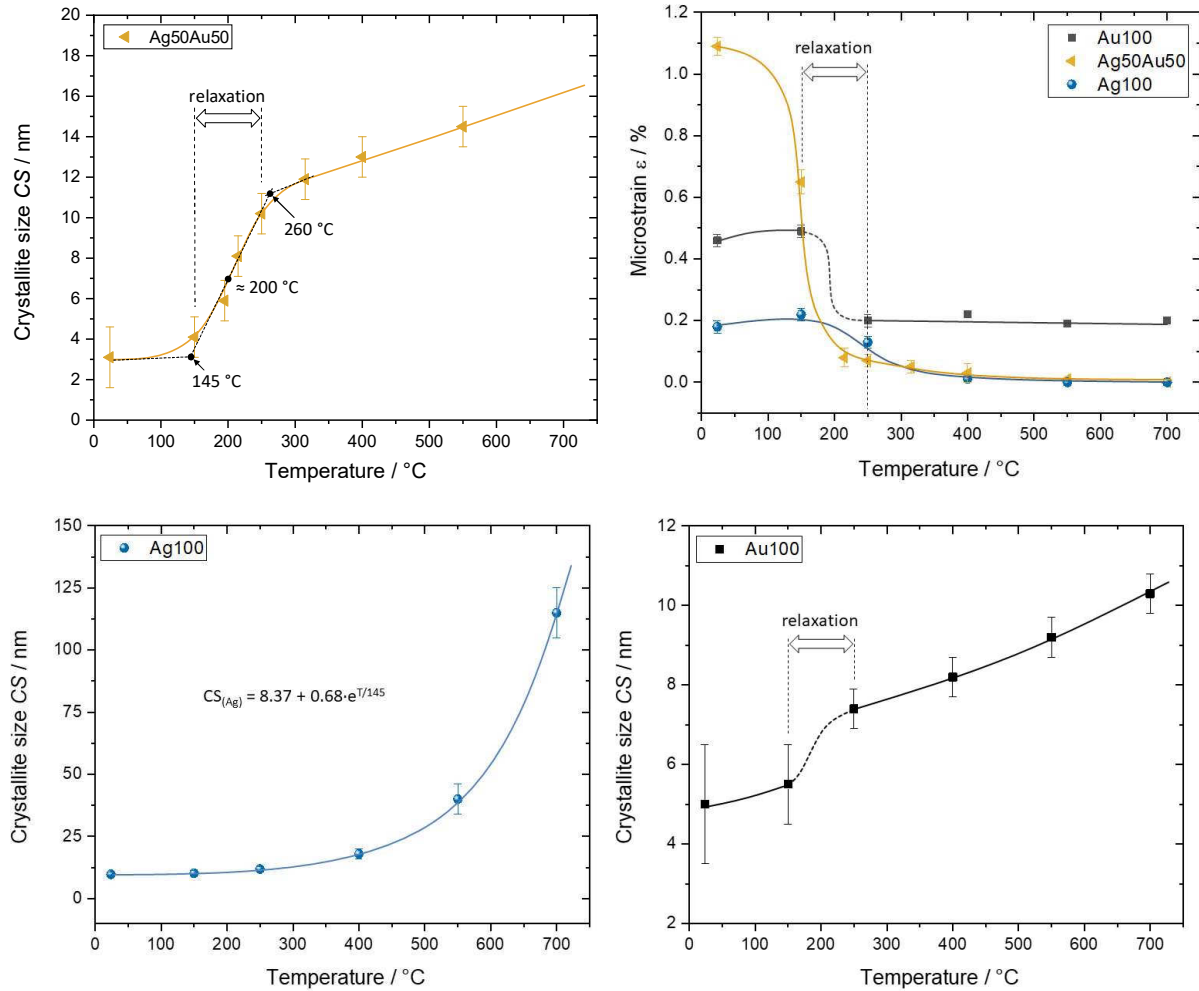 Ag50Au50
relaxation
260 °C
≈ 200 °C
145 °C
20
18
16
14
12
10
8
6
4
2
0
Crystallite size CS / nm
0 100 200 300 400 500 600 700
Temperature / °C
relaxation
Au100
Ag50Au50
Ag100
1.2
1.0
0.8
0.6
0.4
0.2
0.0
Microstrain ε / %
0 100 200 300 400 500 600 700
Temperature / °C
Ag100
CS(Ag) = 8.37 + 0.68·e^T/145
150
125
100
75
50
25
0
Crystallite size CS / nm
0 100 200 300 400 500 600 700
Temperature / °C
Au100
relaxation
12
10
8
6
4
2
Crystallite size CS / nm
0 100 200 300 400 500 600 700
Temperature / °C